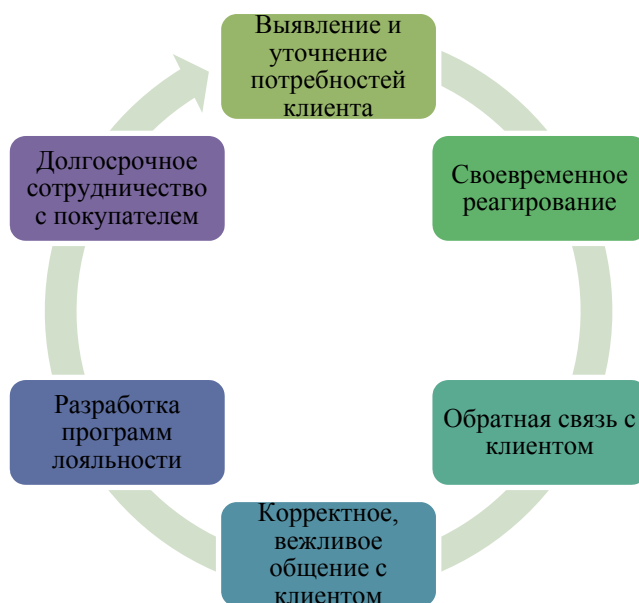 Выявление и
уточнение
потребностей
клиента
Своевременное
реагирование
Обратная связь с
клиентом
Корректное,
вежливое
общение с
клиентом
Разработка
программ
лояльности
Долгосрочное
сотрудничество
с покупателем